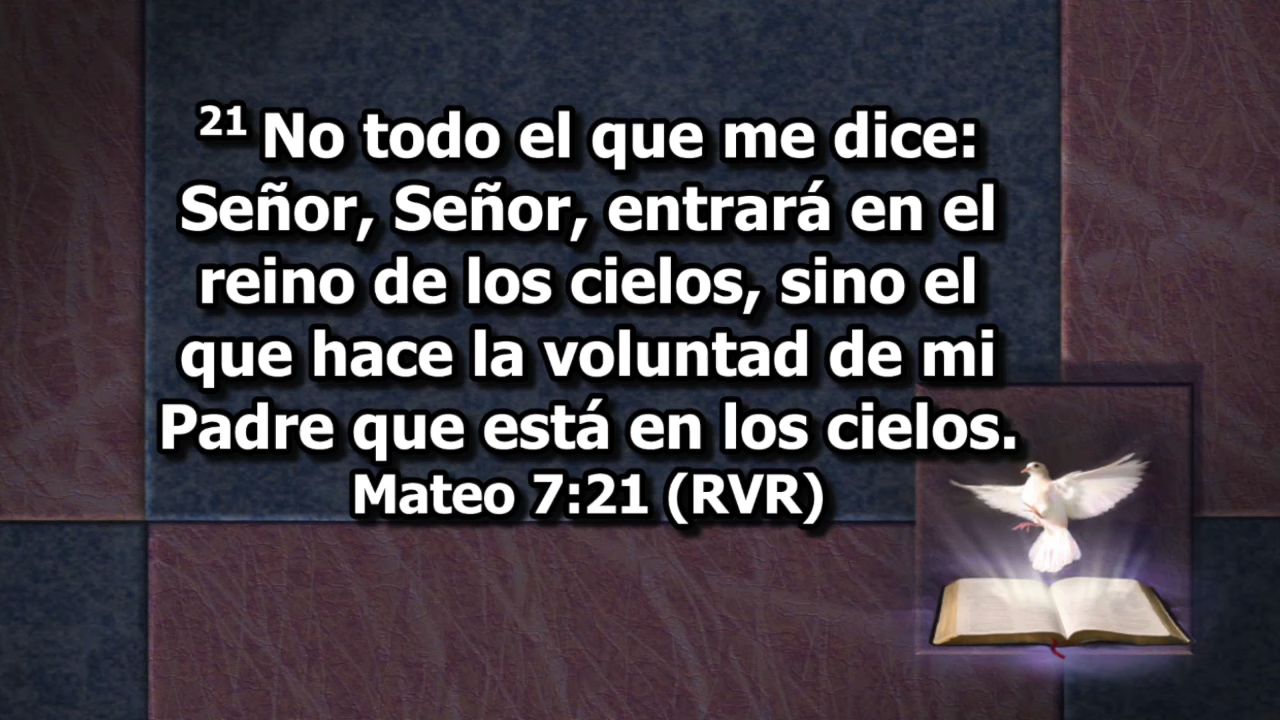 21 No todo el que me dice:
Señor, Señor, entrará en el
reino de los cielos, sino el
que hace la voluntad de mi
Padre que está en los cielos.
Mateo 7:21 (RVR)